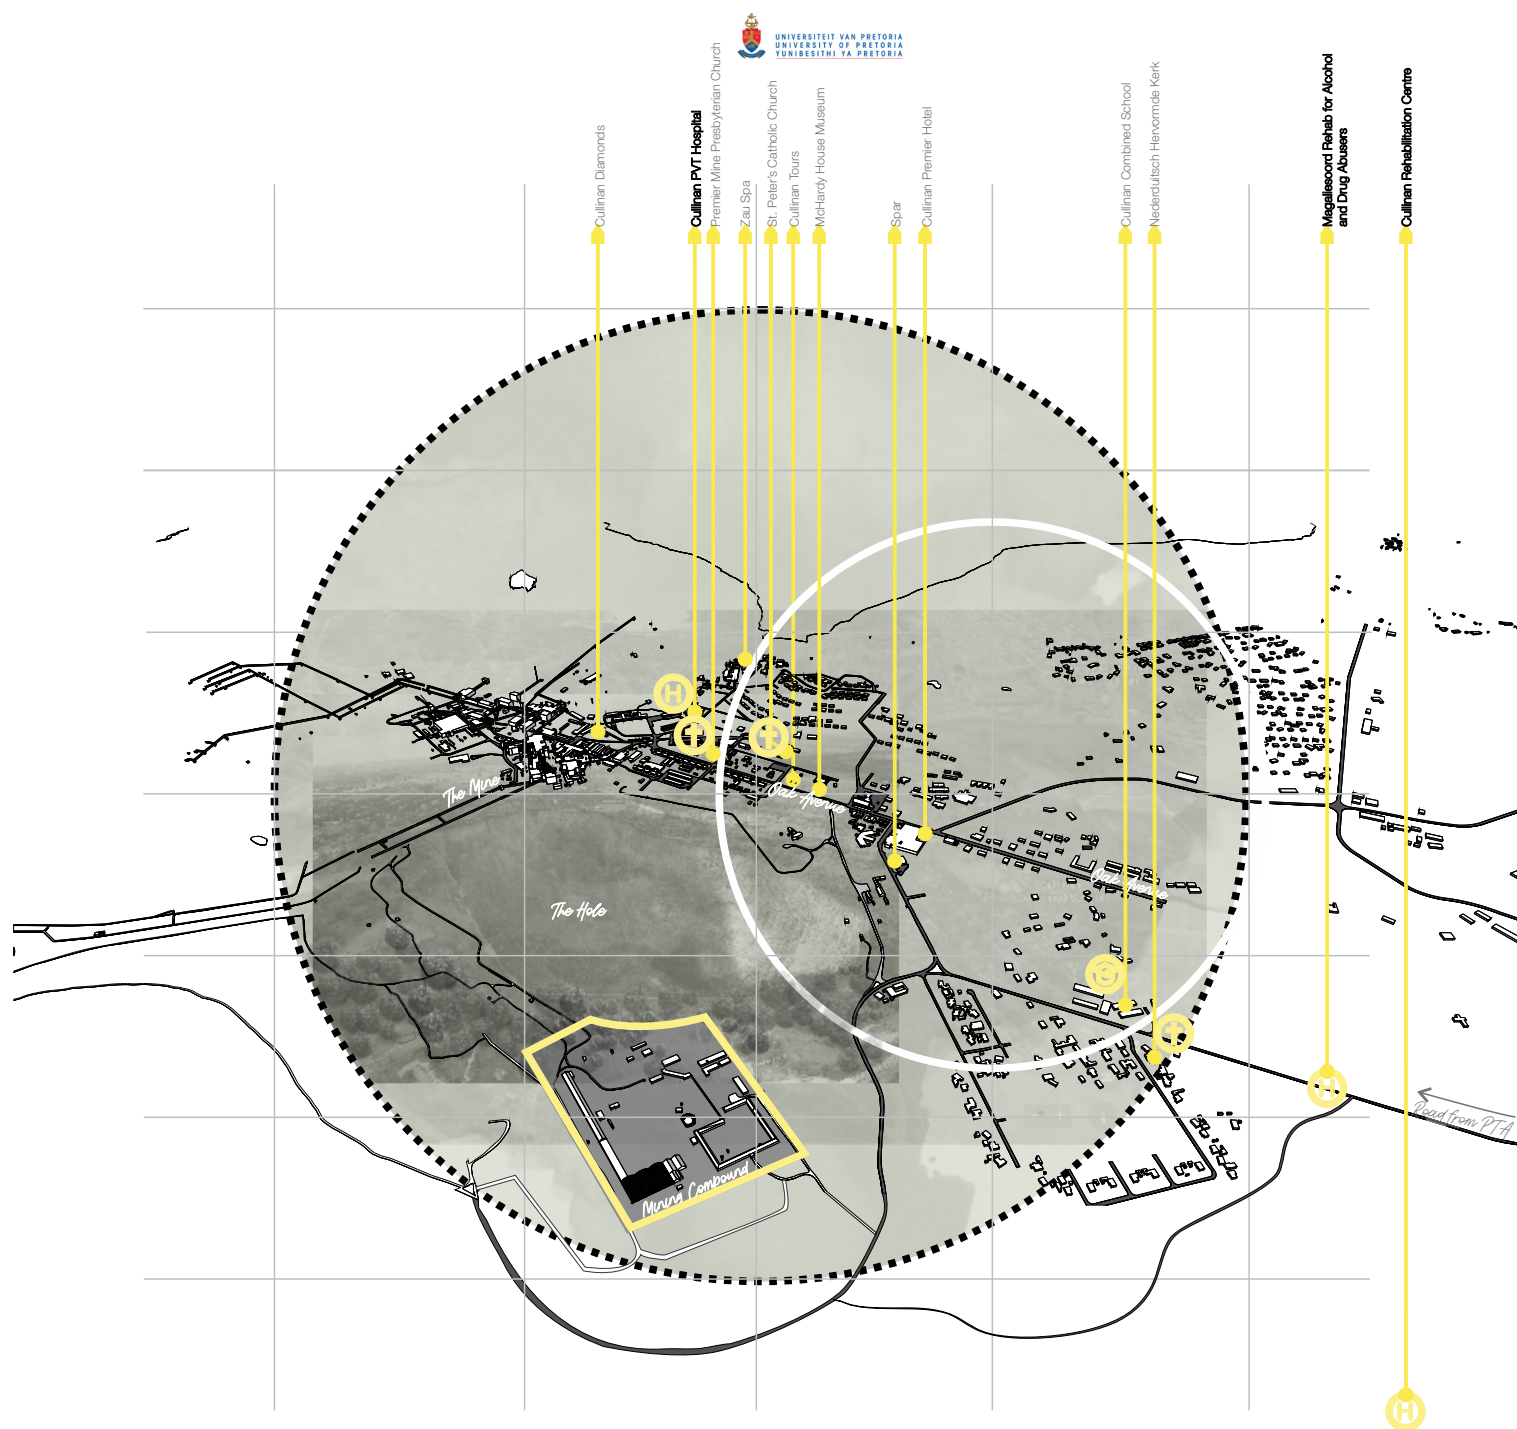 UNIVERSITEIT VAN PRETORIA
UNIVERSITY OF PRETORIA
YUNIBESITHI YA PRETORIA
Cullinan Diamonds
Cullinan PVT Hospital
Premier Mine Presbyterian Church
Zau Spa
St. Peter's Catholic Church
Cullinan Tours
McHardy House Museum
Spar
Cullinan Premier Hotel
Cullinan Combined School
Nederduitsch Hervormde Kerk
Magaliesoord Rehab for Alcohol
and Drug Abusers
Cullinan Rehabilitation Centre
H
The Mine
Oak Avenue
Oak Avenue
The Hole
H
Road from PTA
Mining Compound
H